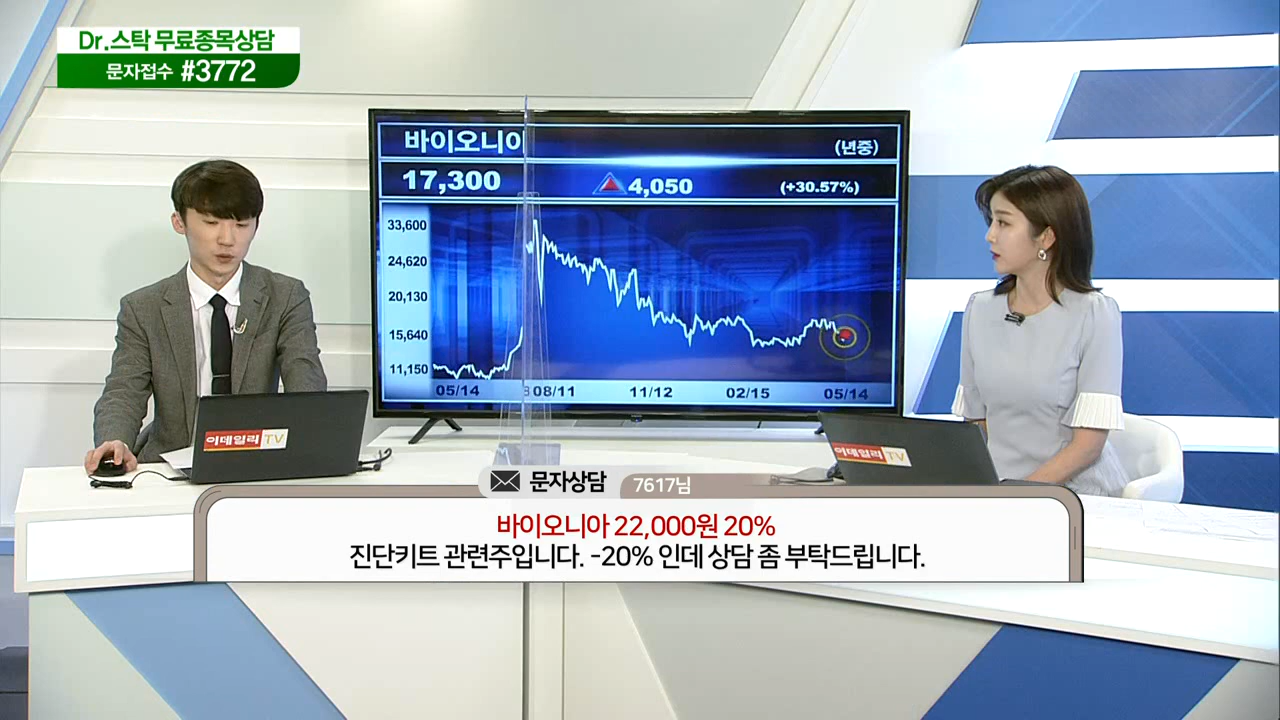 Dr.스탁 무료종목상담
문자접수 #3772
바이오니아
(년중)
17,300
4,050
(+30.57%)
33,600
24,620
20,130
15,640
11,150
05/14
08/11
11/12
02/15
05/14
이데일리TV
이데일리TV
문자상담
7617님
바이오니아 22,000원 20%
진단키트 관련주입니다. -20% 인데 상담 좀 부탁드립니다.